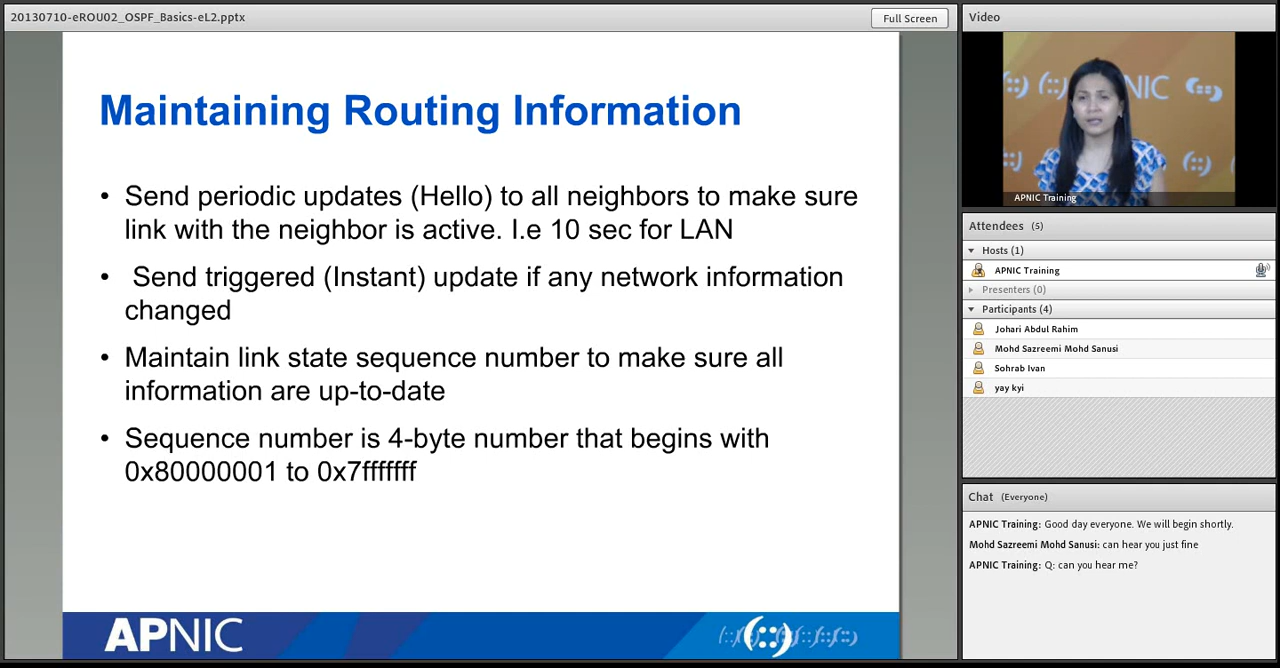 20130710-eROU02_OSPF_Basics-eL2.pptx
Full Screen
Maintaining Routing Information
• Send periodic updates (Hello) to all neighbors to make sure
link with the neighbor is active. I.e 10 sec for LAN
• Send triggered (Instant) update if any network information
changed
• Maintain link state sequence number to make sure all
information are up-to-date
• Sequence number is 4-byte number that begins with
0x80000001 to 0x7fffffff
APNIC
Video
NIC
APNIC Training
Attendees (5)
Hosts (1)
APNIC Training
Presenters (0)
Participants (4)
Johari Abdul Rahim
Mohd Sazreemi Mohd Sanusi
Sohrab Ivan
yay kyi
Chat (Everyone)
APNIC Training: Good day everyone. We will begin shortly.
Mohd Sazreemi Mohd Sanusi: can hear you just fine
APNIC Training: Q: can you hear me?